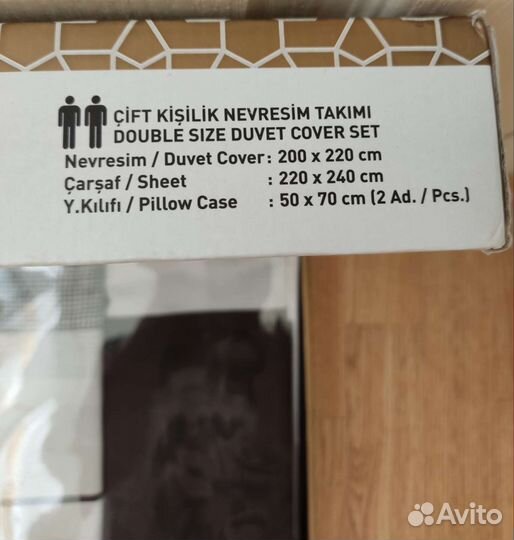 ÇİFT KİŞİLİK NEVRESİM TAKIMI
DOUBLE SIZE DUVET COVER SET
Nevresim / Duvet Cover : 200 x 220 cm
Çarşaf / Sheet : 220 x 240 cm
Y.Kılıfı / Pillow Case : 50 x 70 cm (2 Ad. / Pcs.)
Avito